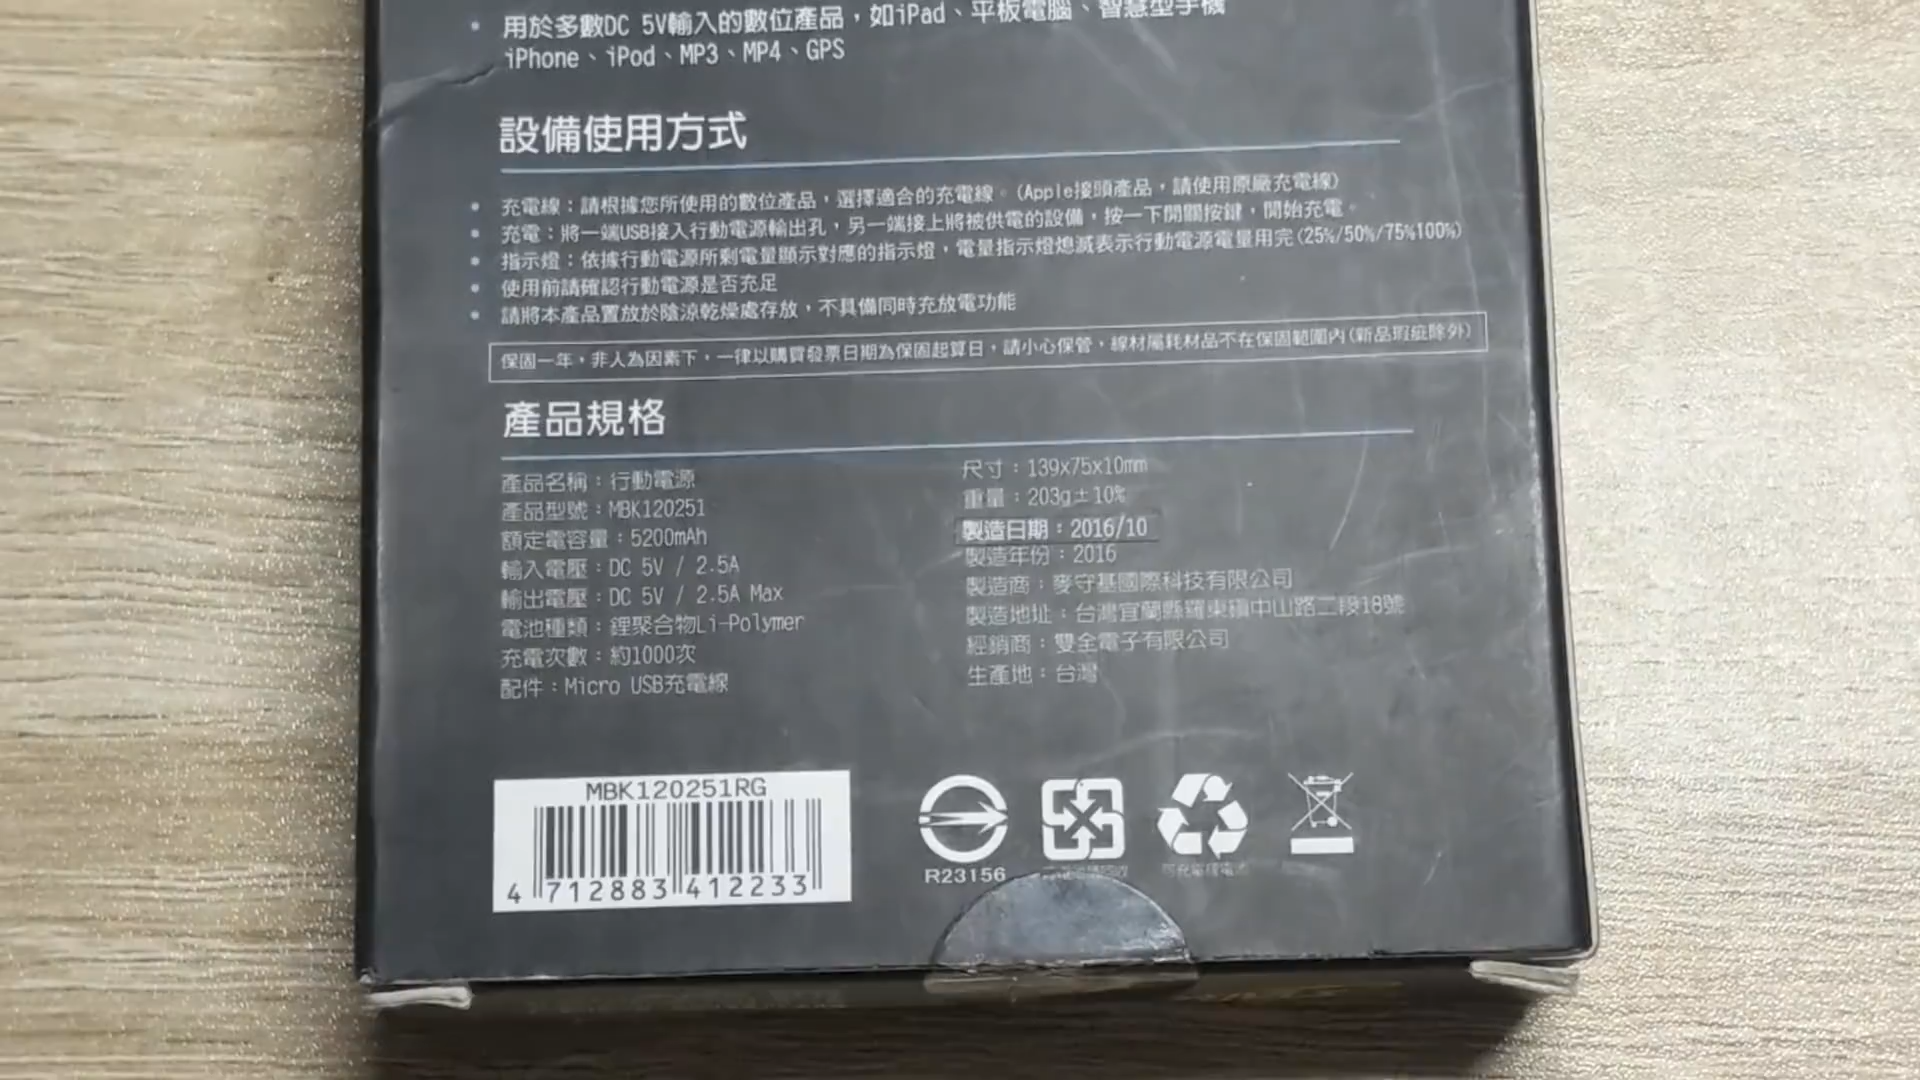 • 用於多數DC 5V輸入的數位產品，如iPad、平板電腦、智慧型手機
iPhone、iPod、MP3、MP4、GPS
設備使用方式
• 充電線：請根據您所使用的數位產品，選擇適合的充電線。(Apple接頭產品，請使用原廠充電線)
• 充電：將一端USB接入行動電源輸出孔，另一端接上將被供電的設備，按一下開關按鍵，開始充電。
• 指示燈：依據行動電源所剩電量顯示對應的指示燈，電量指示燈熄滅表示行動電源電量用完(25%/50%/75%100%)
• 使用前請確認行動電源是否充足
• 請將本產品置放於陰涼乾燥處存放，不具備同時充放電功能
保固一年，非人為因素下，一律以購買發票日期為保固起算日，請小心保管，線材屬耗材品不在保固範圍內(新品瑕疵除外)
產品規格
產品名稱：行動電源
產品型號：MBK120251
額定電容量：5200mAh
輸入電壓：DC 5V / 2.5A
輸出電壓：DC 5V / 2.5A Max
電池種類：鋰聚合物Li-Polymer
充電次數：約1000次
配件：Micro USB充電線
尺寸：139x75x10mm
重量：203g±10%
製造日期：2016/10
製造年份：2016
製造商：麥守基國際科技有限公司
製造地址：台灣宜蘭縣羅東鎮中山路二段18號
經銷商：雙全電子有限公司
生產地：台灣
MBK120251RG
4 712883 412233
R23156